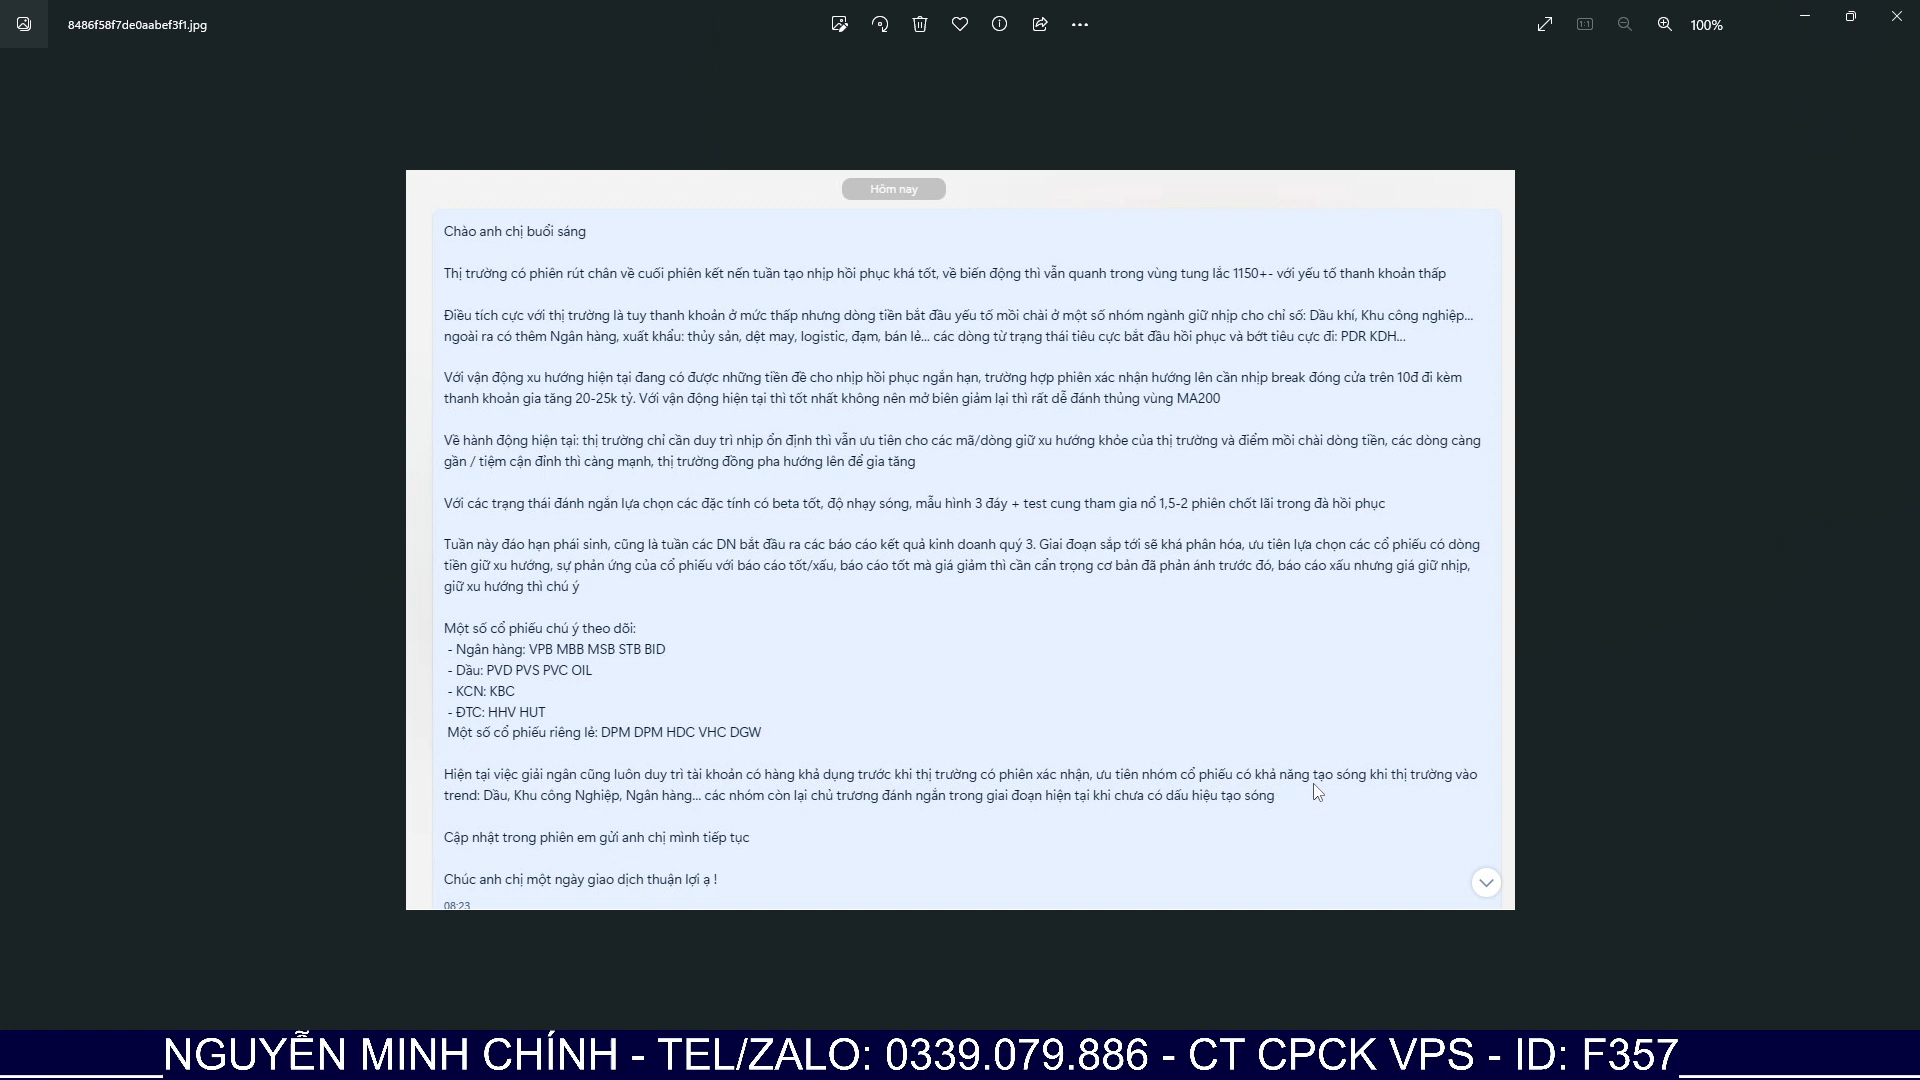 8486f58f7de0aabef3f1.jpg
100%
Hôm nay
Chào anh chị buổi sáng
Thị trường có phiên rút chân về cuối phiên kết nến tuần tạo nhịp hồi phục khá tốt, về biến động thì vẫn quanh trong vùng tung lắc 1150+- với yếu tố thanh khoản thấp
Điều tích cực với thị trường là tuy thanh khoản ở mức thấp nhưng dòng tiền bắt đầu yếu tố mồi chài ở một số nhóm ngành giữ nhịp cho chỉ số: Dầu khí, Khu công nghiệp...
ngoài ra có thêm Ngân hàng, xuất khẩu: thủy sản, dệt may, logistic, đạm, bán lẻ... các dòng từ trạng thái tiêu cực bắt đầu hồi phục và bớt tiêu cực đi: PDR KDH...
Với vận động xu hướng hiện tại đang có được những tiền đề cho nhịp hồi phục ngắn hạn, trường hợp phiên xác nhận hướng lên cần nhịp break đóng cửa trên 10đ đi kèm
thanh khoản gia tăng 20-25k tỷ. Với vận động hiện tại thì tốt nhất không nên mở biên giảm lại thì rất dễ đánh thủng vùng MA200
Về hành động hiện tại: thị trường chỉ cần duy trì nhịp ổn định thì vẫn ưu tiên cho các mã/dòng giữ xu hướng khỏe của thị trường và điểm mồi chài dòng tiền, các dòng càng
gần / tiệm cận đỉnh thì càng mạnh, thị trường đồng pha hướng lên để gia tăng
Với các trạng thái đánh ngắn lựa chọn các đặc tính có beta tốt, độ nhạy sóng, mẫu hình 3 đáy + test cung tham gia nổ 1,5-2 phiên chốt lãi trong đà hồi phục
Tuần này đáo hạn phái sinh, cũng là tuần các DN bắt đầu ra các báo cáo kết quả kinh doanh quý 3. Giai đoạn sắp tới sẽ khá phân hóa, ưu tiên lựa chọn các cổ phiếu có dòng
tiền giữ xu hướng, sự phản ứng của cổ phiếu với báo cáo tốt/xấu, báo cáo tốt mà giá giảm thì cần cẩn trọng cơ bản đã phản ánh trước đó, báo cáo xấu nhưng giá giữ nhịp,
giữ xu hướng thì chú ý
Một số cổ phiếu chú ý theo dõi:
- Ngân hàng: VPB MBB MSB STB BID
- Dầu: PVD PVS PVC OIL
- KCN: KBC
- ĐTC: HHV HUT
Một số cổ phiếu riêng lẻ: DPM DPM HDC VHC DGW
Hiện tại việc giải ngân cũng luôn duy trì tài khoản có hàng khả dụng trước khi thị trường có phiên xác nhận, ưu tiên nhóm cổ phiếu có khả năng tạo sóng khi thị trường vào
trend: Dầu, Khu công Nghiệp, Ngân hàng... các nhóm còn lại chủ trương đánh ngắn trong giai đoạn hiện tại khi chưa có dấu hiệu tạo sóng
Cập nhật trong phiên em gửi anh chị mình tiếp tục
Chúc anh chị một ngày giao dịch thuận lợi ạ !
08:23
NGUYỄN MINH CHÍNH - TEL/ZALO: 0339.079.886 - CT CPCK VPS - ID: F357